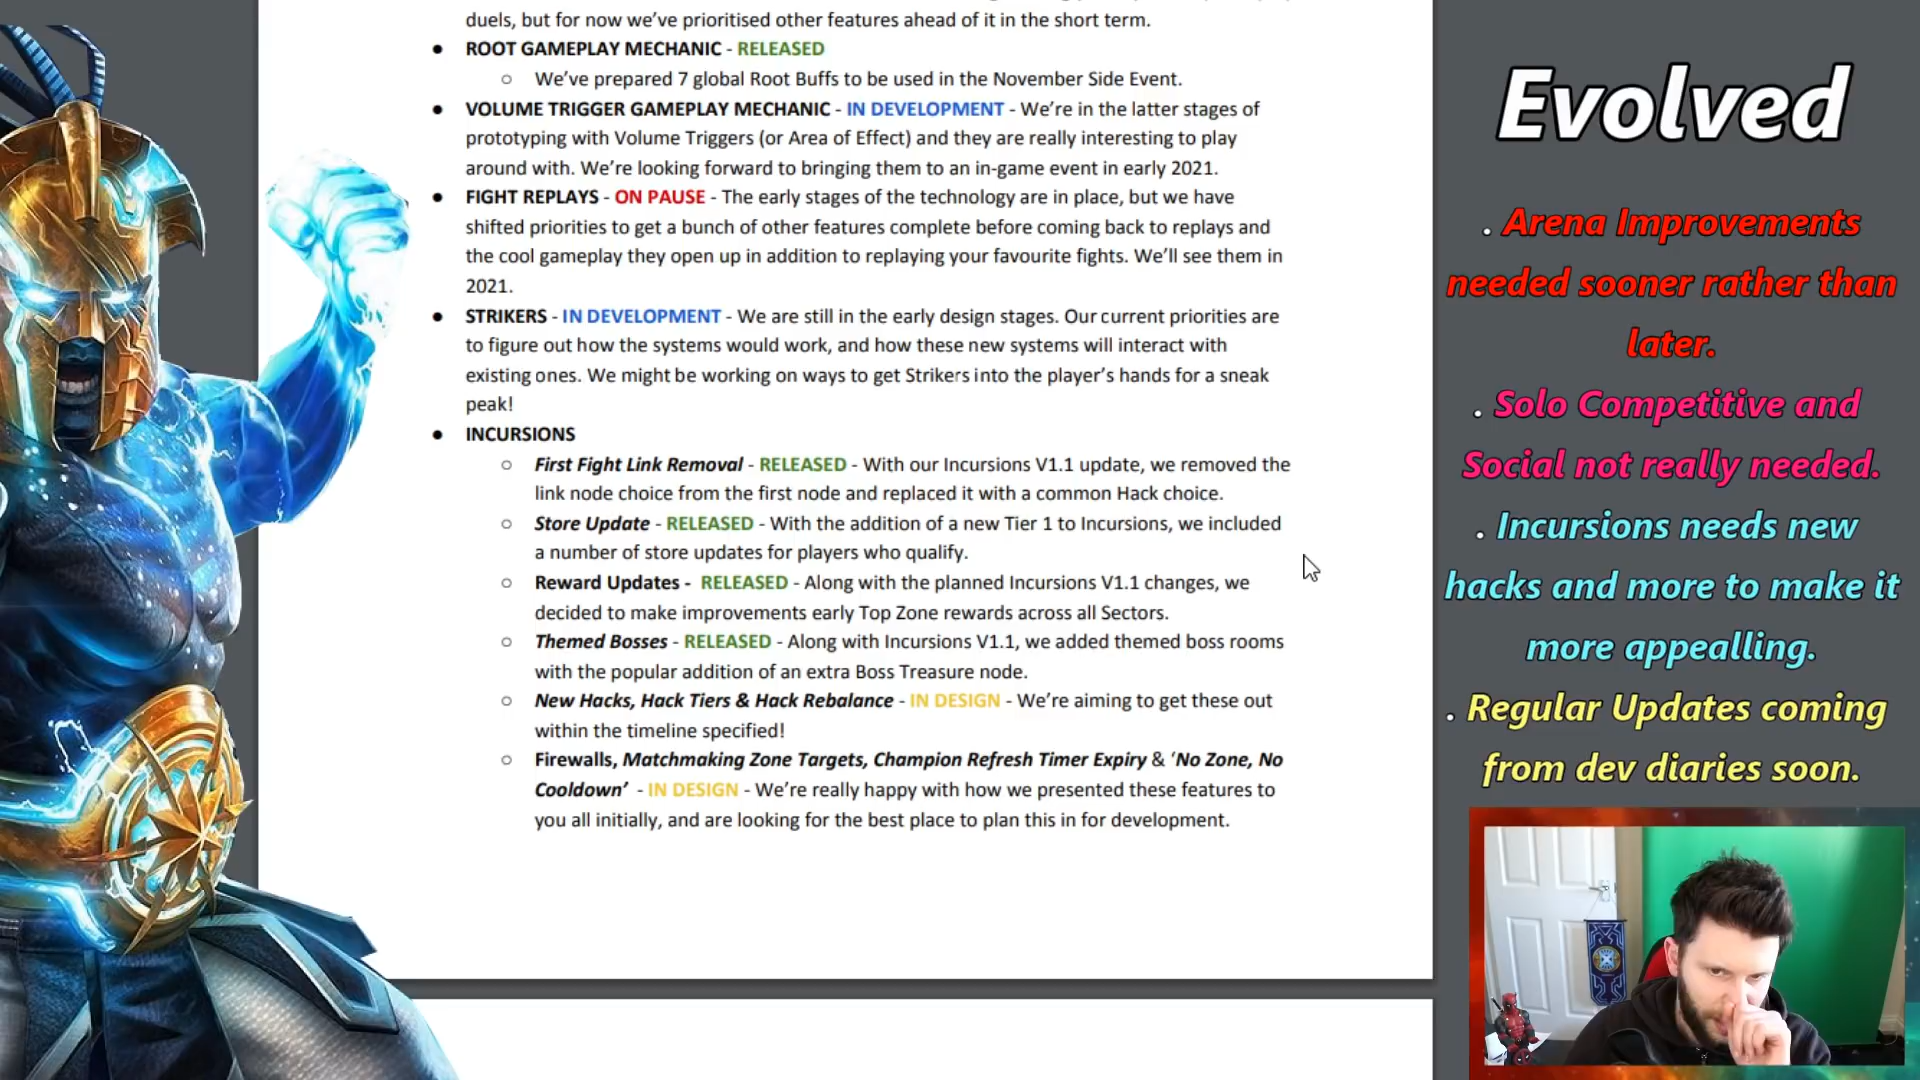 duels, but for now we've prioritised other features ahead of it in the short term.
● ROOT GAMEPLAY MECHANIC - RELEASED
○ We've prepared 7 global Root Buffs to be used in the November Side Event.
● VOLUME TRIGGER GAMEPLAY MECHANIC - IN DEVELOPMENT - We're in the latter stages of
prototyping with Volume Triggers (or Area of Effect) and they are really interesting to play
around with. We're looking forward to bringing them to an in-game event in early 2021.
● FIGHT REPLAYS - ON PAUSE - The early stages of the technology are in place, but we have
shifted priorities to get a bunch of other features complete before coming back to replays and
the cool gameplay they open up in addition to replaying your favourite fights. We'll see them in
2021.
● STRIKERS - IN DEVELOPMENT - We are still in the early design stages. Our current priorities are
to figure out how the systems would work, and how these new systems will interact with
existing ones. We might be working on ways to get Strikers into the player's hands for a sneak
peak!
● INCURSIONS
○ First Fight Link Removal - RELEASED - With our Incursions V1.1 update, we removed the
link node choice from the first node and replaced it with a common Hack choice.
○ Store Update - RELEASED - With the addition of a new Tier 1 to Incursions, we included
a number of store updates for players who qualify.
○ Reward Updates - RELEASED - Along with the planned Incursions V1.1 changes, we
decided to make improvements early Top Zone rewards across all Sectors.
○ Themed Bosses - RELEASED - Along with Incursions V1.1, we added themed boss rooms
with the popular addition of an extra Boss Treasure node.
○ New Hacks, Hack Tiers & Hack Rebalance - IN DESIGN - We're aiming to get these out
within the timeline specified!
○ Firewalls, Matchmaking Zone Targets, Champion Refresh Timer Expiry & 'No Zone, No
Cooldown' - IN DESIGN - We're really happy with how we presented these features to
you all initially, and are looking for the best place to plan this in for development.
Evolved
. Arena Improvements
needed sooner rather than
later.
. Solo Competitive and
Social not really needed.
. Incursions needs new
hacks and more to make it
more appealling.
. Regular Updates coming
from dev diaries soon.